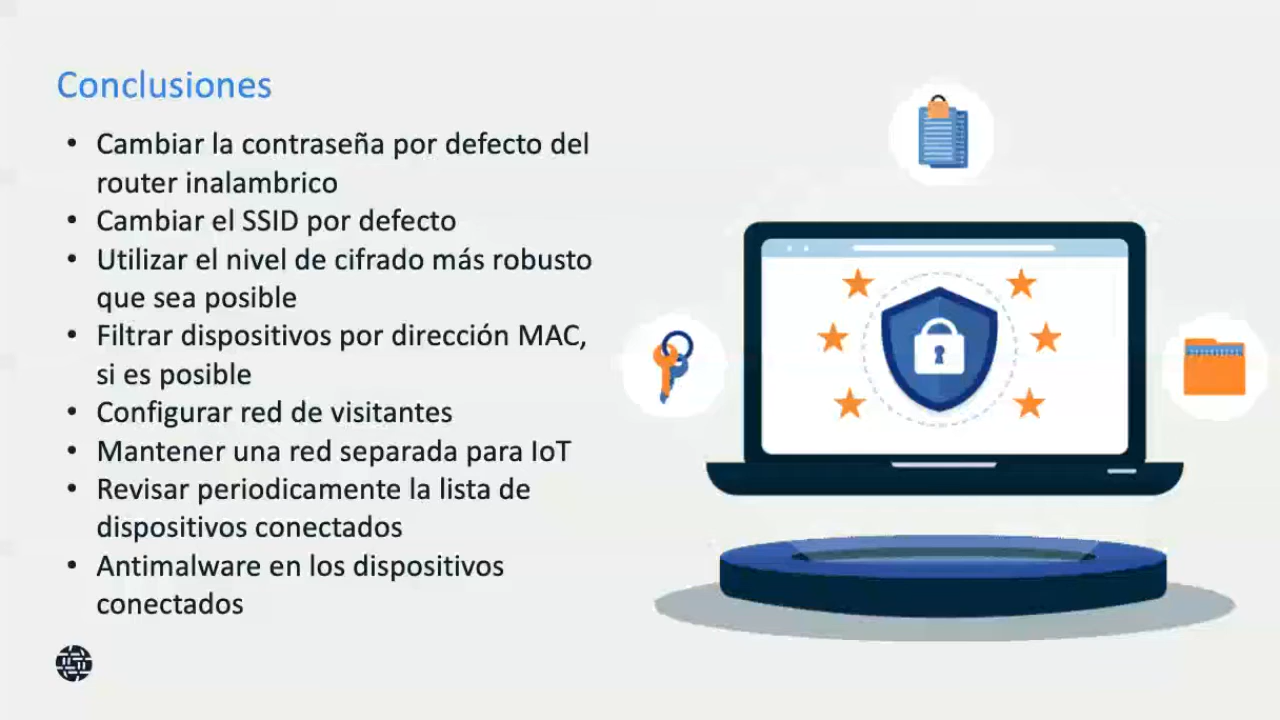 Conclusiones
• Cambiar la contraseña por defecto del
router inalambrico
• Cambiar el SSID por defecto
• Utilizar el nivel de cifrado más robusto
que sea posible
• Filtrar dispositivos por dirección MAC,
si es posible
• Configurar red de visitantes
• Mantener una red separada para IoT
• Revisar periodicamente la lista de
dispositivos conectados
• Antimalware en los dispositivos
conectados